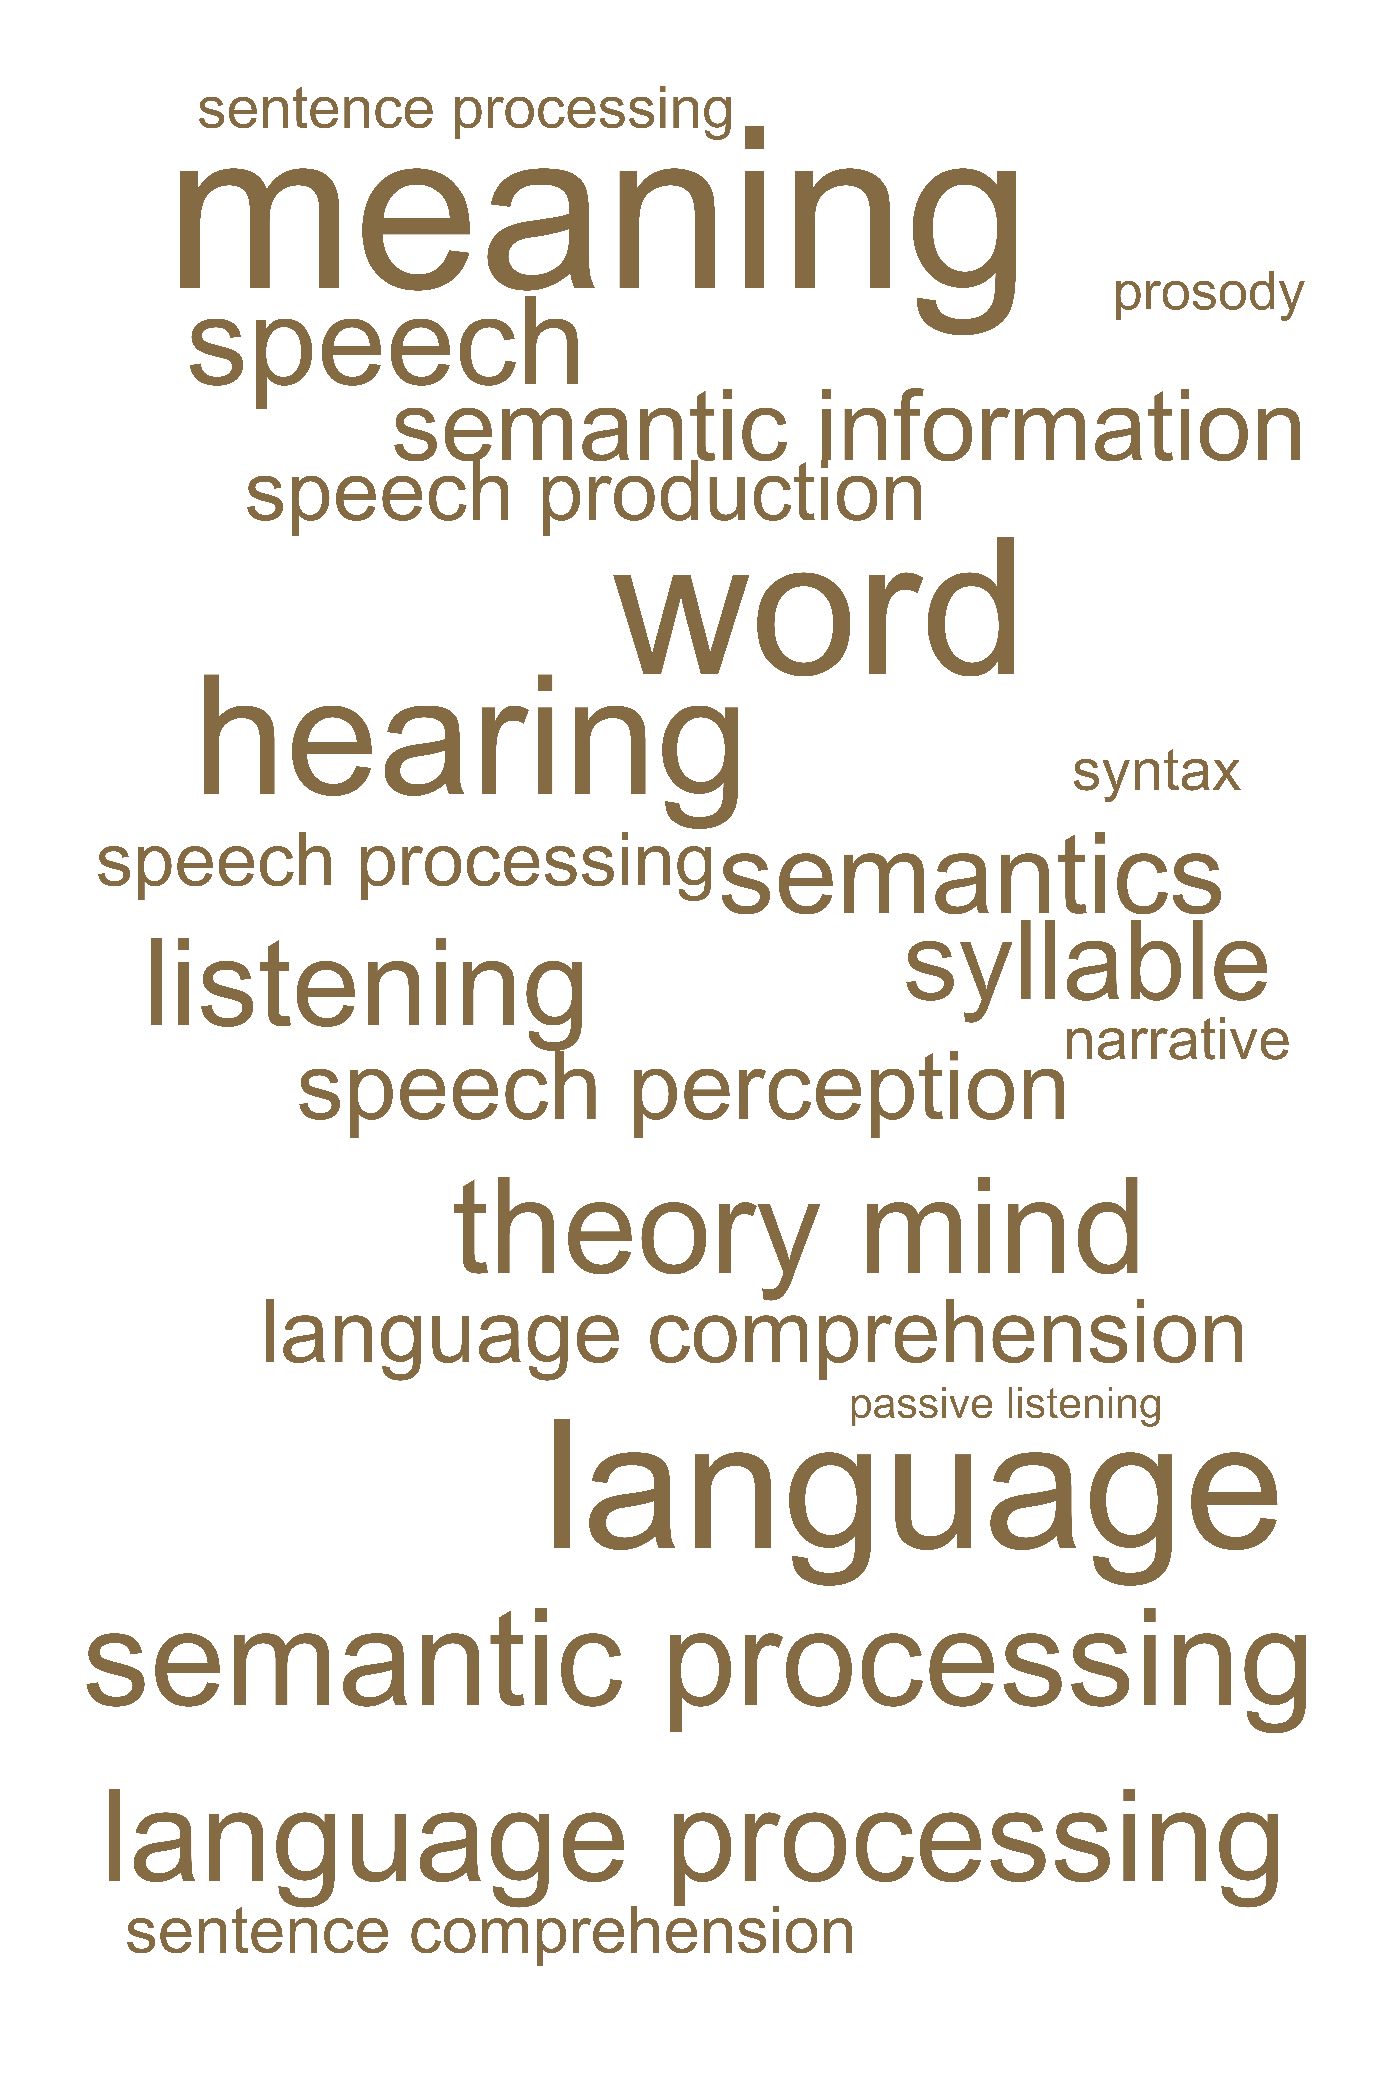 sentence processing
meaning
prosody
speech
semantic information
speech production
word
hearing
syntax
speech processing
semantics
syllable
listening
narrative
speech perception
theory mind
language comprehension
passive listening
language
semantic processing
language processing
sentence comprehension